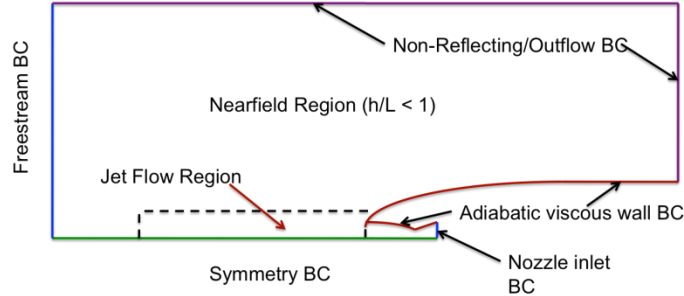 Freestream BC
Non-Reflecting/Outflow BC
Nearfield Region (h/L < 1)
Jet Flow Region
Adiabatic viscous wall BC
Symmetry BC
Nozzle inlet
BC